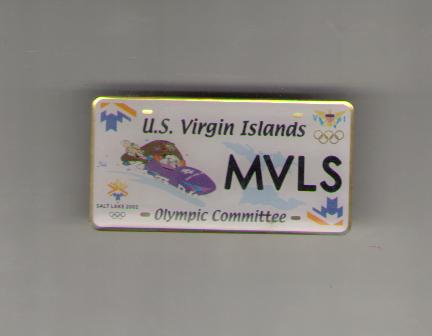 U.S. Virgin Islands
V I
MVLS
SALT LAKE 2002
Olympic Committee